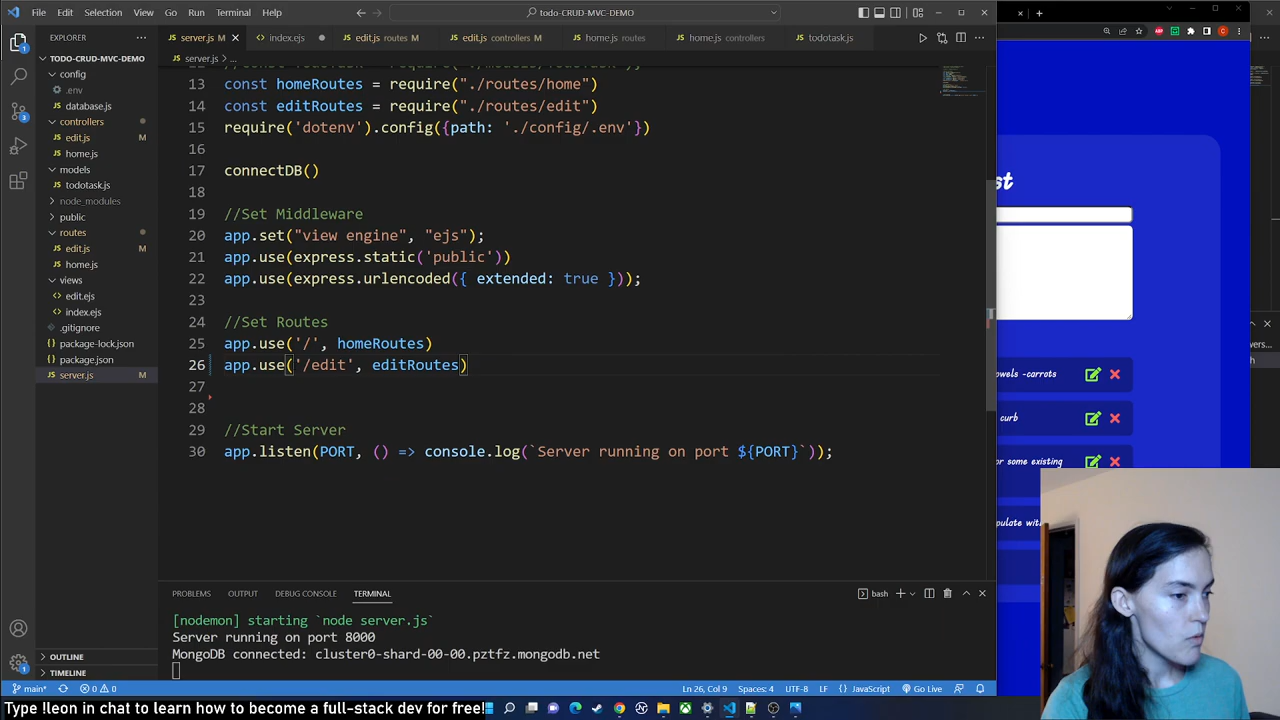 File Edit Selection View Go Run Terminal Help
todo-CRUD-MVC-DEMO
EXPLORER
server.js M
index.ejs
edit.js routes M
controllers M
home.js routes
home.js controllers
todotask.js
server.js > ...
TODO-CRUD-MVC-DEMO
config
.env
database.js
controllers
edit.js M
home.js
models
todotask.js
node_modules
public
routes
edit.js M
home.js
views
edit.ejs
index.ejs
.gitignore
package-lock.json
package.json
server.js M
OUTLINE
TIMELINE
13 const homeRoutes = require("./routes/home")
14 const editRoutes = require("./routes/edit")
15 require('dotenv').config({path: './config/.env'})
16
17 connectDB()
18
19 //Set Middleware
20 app.set("view engine", "ejs");
21 app.use(express.static('public'))
22 app.use(express.urlencoded({ extended: true }));
23
24 //Set Routes
25 app.use('/', homeRoutes)
26 app.use('/edit', editRoutes)
27
28
29 //Start Server
30 app.listen(PORT, () => console.log(`Server running on port ${PORT}`));
PROBLEMS OUTPUT DEBUG CONSOLE TERMINAL
bash
[nodemon] starting `node server.js`
Server running on port 8000
MongoDB connected: cluster0-shard-00-00.pztfz.mongodb.net
main* 0 0
Ln 26, Col 9 Spaces: 4 UTF-8 LF JavaScript Go Live
Type !leon in chat to learn how to become a full-stack dev for free!
st
owels -carrots
curb
or some existing